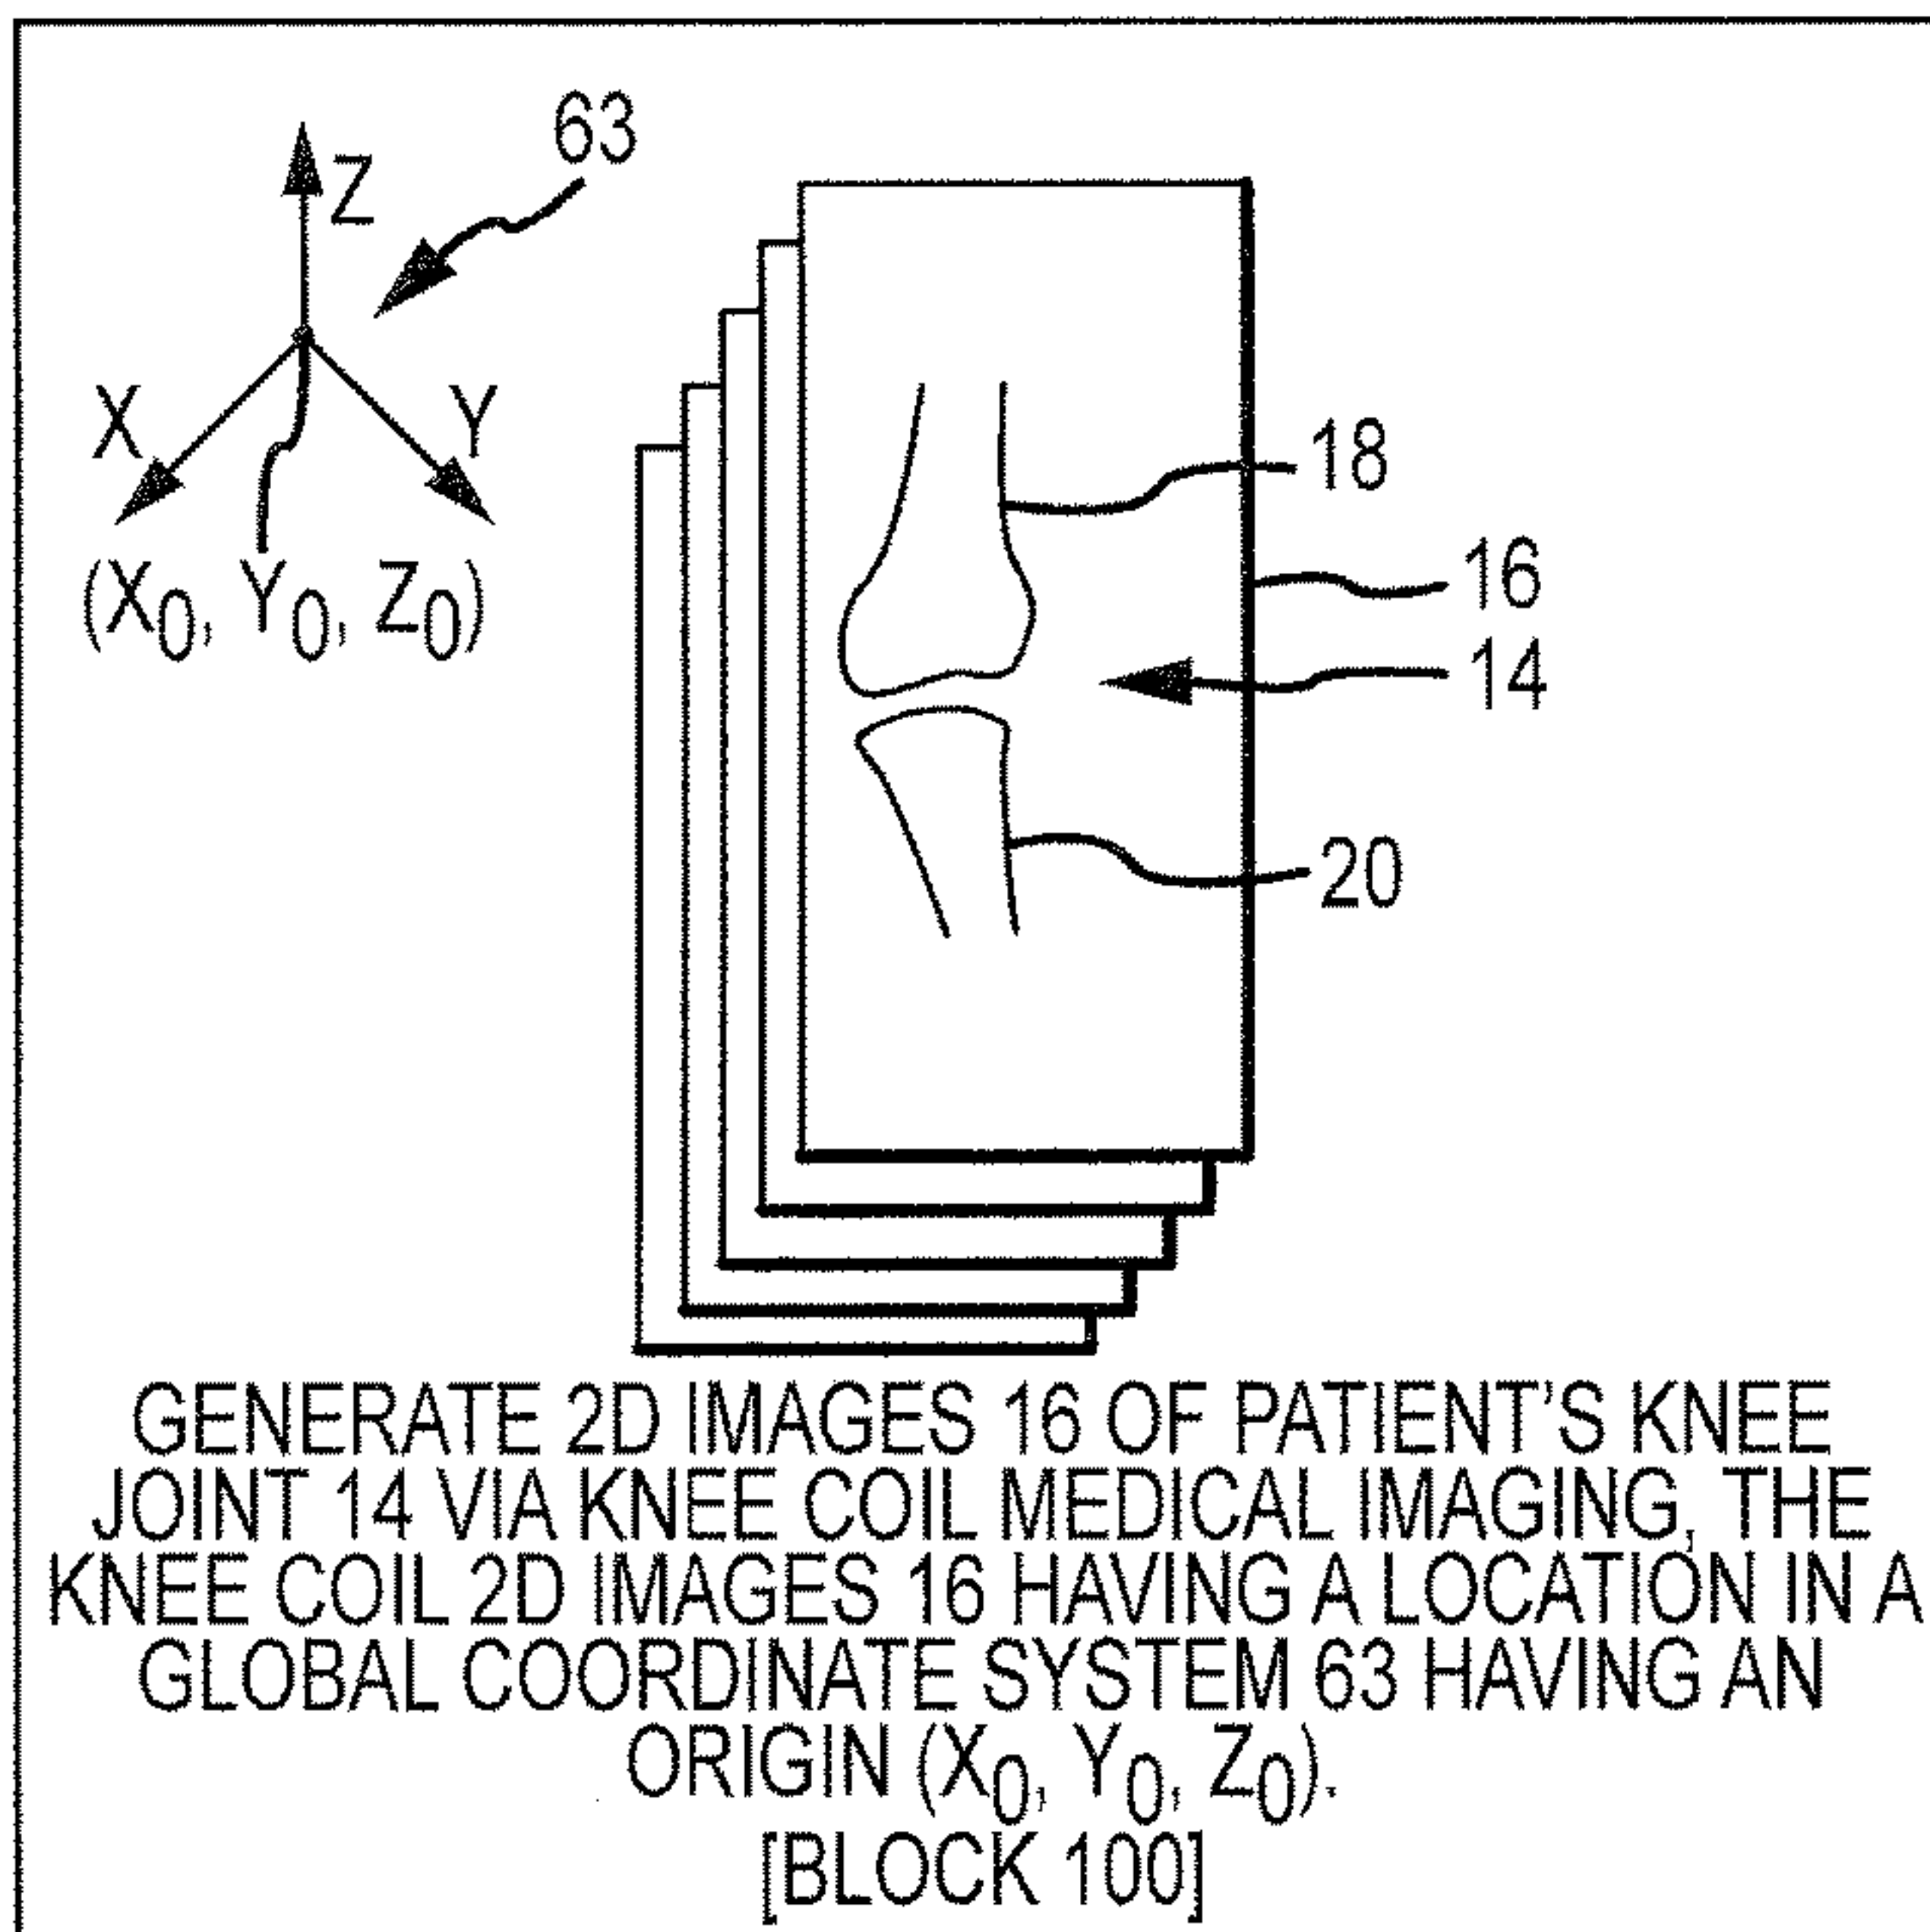 63
Z
X
Y
(X₀, Y₀, Z₀)
18
16
14
20
GENERATE 2D IMAGES 16 OF PATIENT'S KNEE
JOINT 14 VIA KNEE COIL MEDICAL IMAGING, THE
KNEE COIL 2D IMAGES 16 HAVING A LOCATION IN A
GLOBAL COORDINATE SYSTEM 63 HAVING AN
ORIGIN (X₀, Y₀, Z₀).
[BLOCK 100]